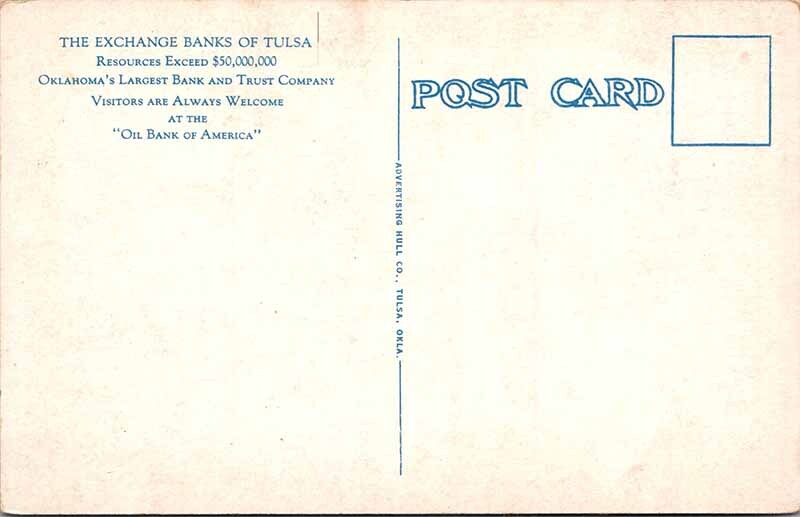 THE EXCHANGE BANKS OF TULSA
RESOURCES EXCEED $50,000,000
OKLAHOMA'S LARGEST BANK AND TRUST COMPANY
VISITORS ARE ALWAYS WELCOME
AT THE
"OIL BANK OF AMERICA"
POST CARD
ADVERTISING HULL CO., TULSA, OKLA.